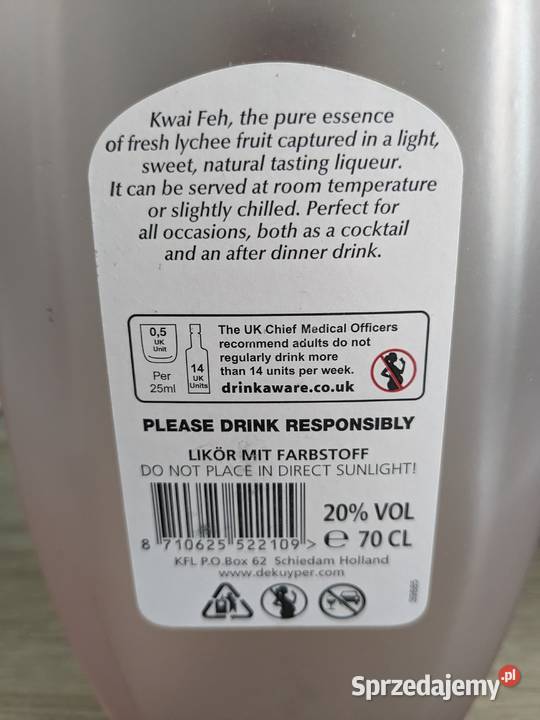 Kwai Feh, the pure essence
of fresh lychee fruit captured in a light,
sweet, natural tasting liqueur.
It can be served at room temperature
or slightly chilled. Perfect for
all occasions, both as a cocktail
and an after dinner drink.
0,5
UK
Unit
Per
25ml
14
UK
Units
The UK Chief Medical Officers
recommend adults do not
regularly drink more
than 14 units per week.
drinkaware.co.uk
PLEASE DRINK RESPONSIBLY
LIKÖR MIT FARBSTOFF
DO NOT PLACE IN DIRECT SUNLIGHT!
8 710625 522109 >
20% VOL
℮ 70 CL
KFL P.O.Box 62 Schiedam Holland
www.dekuyper.com
Sprzedajemy.pl